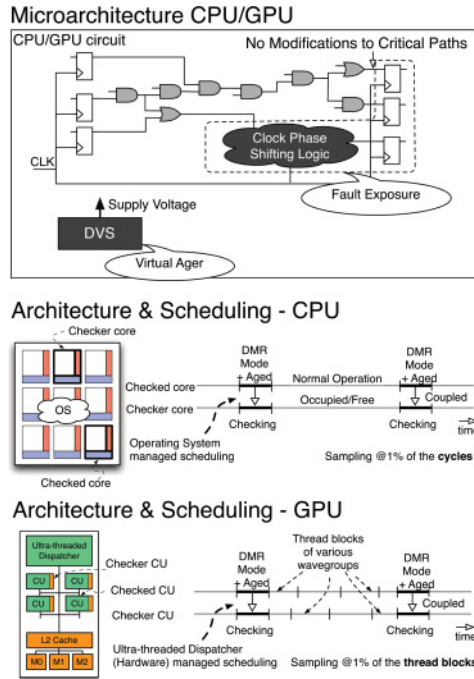 Microarchitecture CPU/GPU
CPU/GPU circuit
No Modifications to Critical Paths
CLK
Clock Phase
Shifting Logic
Fault Exposure
Supply Voltage
DVS
Virtual Ager
Architecture & Scheduling - CPU
Checker core
OS
Checked core
DMR
Mode
+ Aged
DMR
Mode
+ Aged
Checked core
Normal Operation
Coupled
Checker core
Occupied/Free
Checking
Checking
time
Operating System
managed scheduling
Sampling @1% of the cycles
Architecture & Scheduling - GPU
Ultra-threaded
Dispatcher
CU
CU
CU
CU
L2 Cache
M0
M1
M2
Checker CU
Checked CU
Checker CU
DMR
Mode
+ Aged
Thread blocks
of various
wavegroups
DMR
Mode
+ Aged
Coupled
Checking
Checking
time
Ultra-threaded Dispatcher
(Hardware) managed scheduling
Sampling @1% of the thread blocks